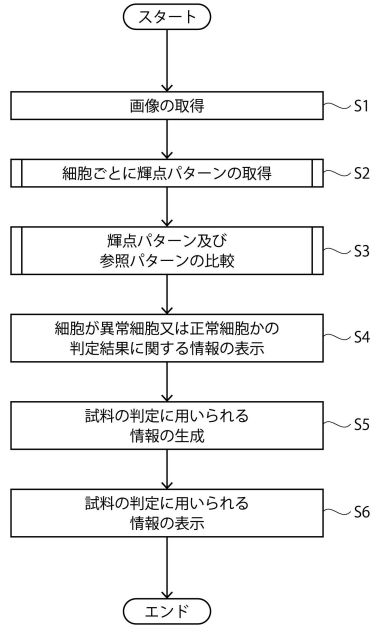 スタート
画像の取得
S1
細胞ごとに輝点パターンの取得
S2
輝点パターン及び
参照パターンの比較
S3
細胞が異常細胞又は正常細胞かの
判定結果に関する情報の表示
S4
試料の判定に用いられる
情報の生成
S5
試料の判定に用いられる
情報の表示
S6
エンド